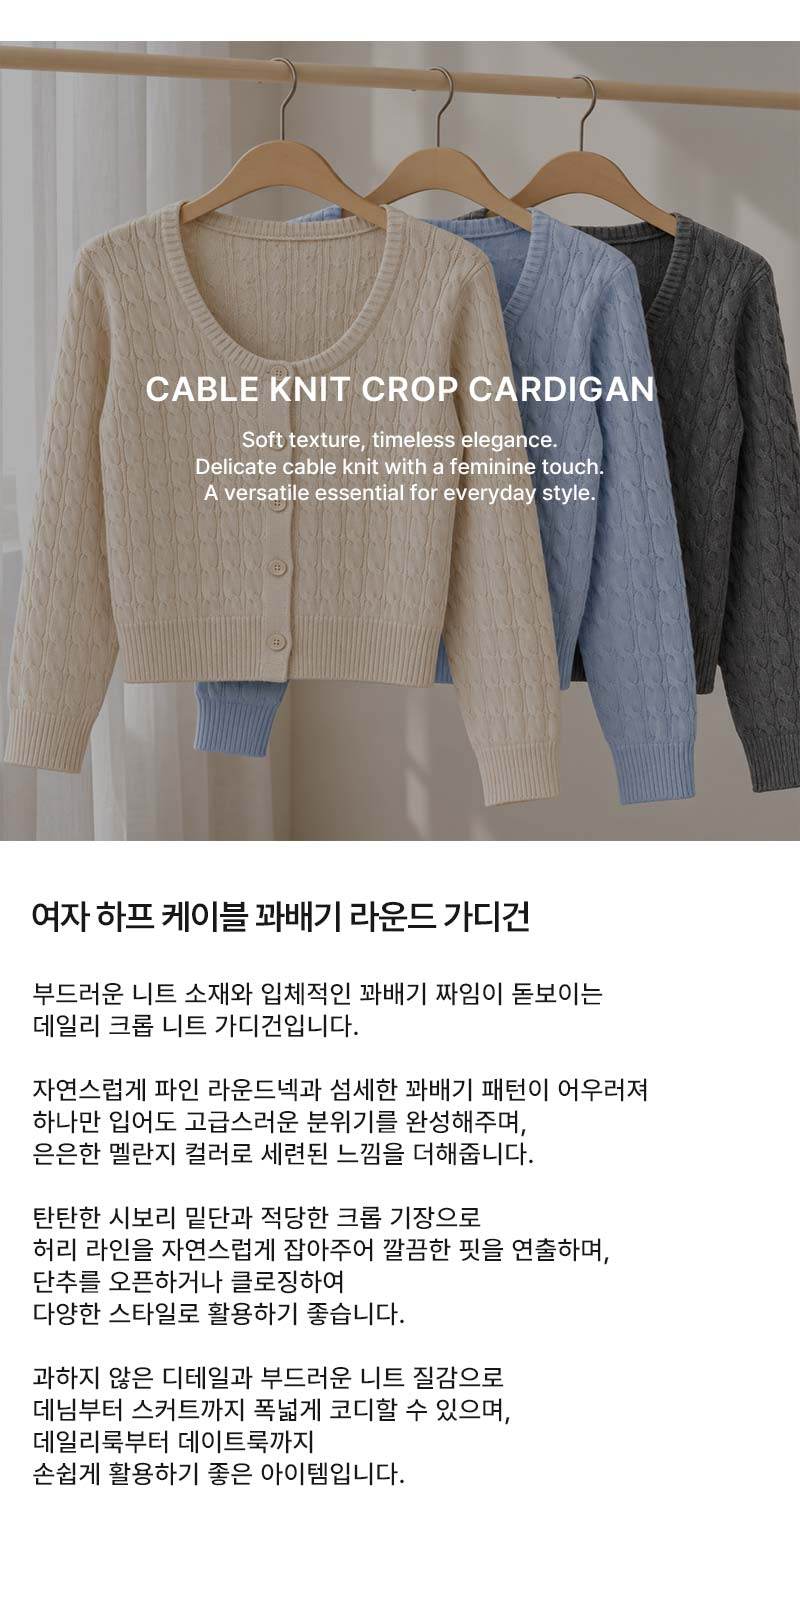 CABLE KNIT CROP CARDIGAN
Soft texture, timeless elegance.
Delicate cable knit with a feminine touch.
A versatile essential for everyday style.
여자 하프 케이블 꽈배기 라운드 가디건
부드러운 니트 소재와 입체적인 꽈배기 짜임이 돋보이는
데일리 크롭 니트 가디건입니다.
자연스럽게 파인 라운드넥과 섬세한 꽈배기 패턴이 어우러져
하나만 입어도 고급스러운 분위기를 완성해주며,
은은한 멜란지 컬러로 세련된 느낌을 더해줍니다.
탄탄한 시보리 밑단과 적당한 크롭 기장으로
허리 라인을 자연스럽게 잡아주어 깔끔한 핏을 연출하며,
단추를 오픈하거나 클로징하여
다양한 스타일로 활용하기 좋습니다.
과하지 않은 디테일과 부드러운 니트 질감으로
데님부터 스커트까지 폭넓게 코디할 수 있으며,
데일리룩부터 데이트룩까지
손쉽게 활용하기 좋은 아이템입니다.